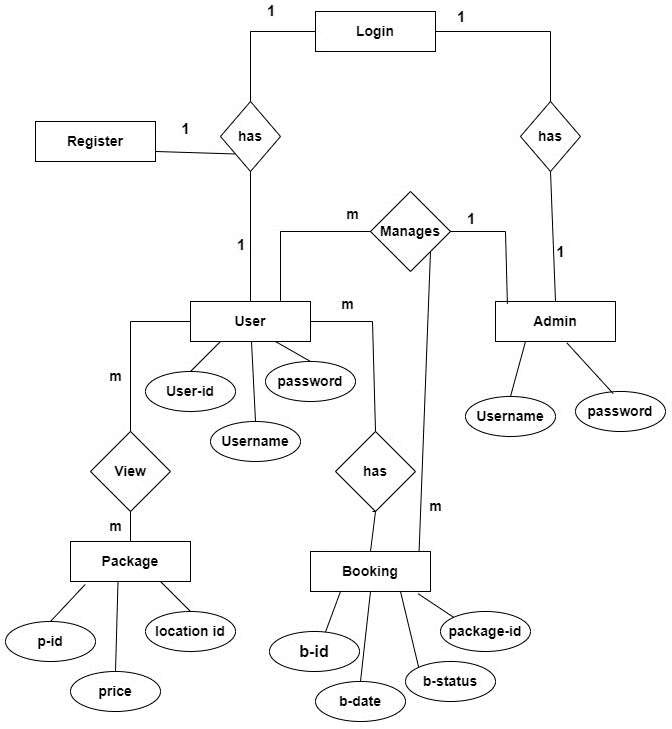 1
Login
1
Register
1
has
has
m
Manages
1
1
1
User
m
Admin
m
User-id
password
Username
Username
password
View
has
m
m
Package
Booking
p-id
location id
price
b-id
package-id
b-status
b-date